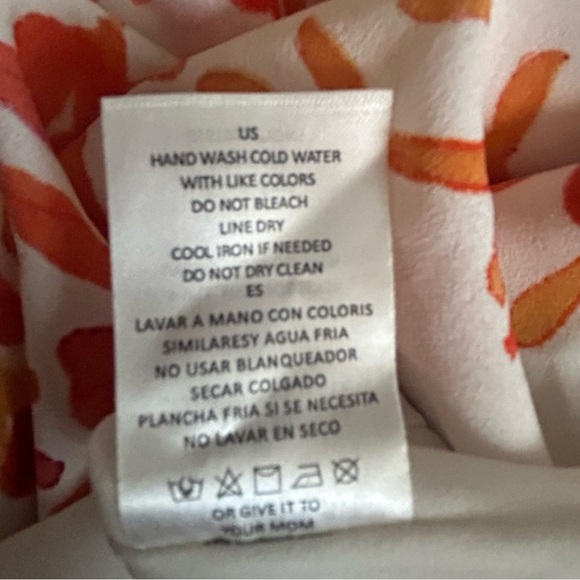 US
HAND WASH COLD WATER
WITH LIKE COLORS
DO NOT BLEACH
LINE DRY
COOL IRON IF NEEDED
DO NOT DRY CLEAN
ES
LAVAR A MANO CON COLORIS
SIMILARESY AGUA FRIA
NO USAR BLANQUEADOR
SECAR COLGADO
PLANCHA FRIA SI SE NECESITA
NO LAVAR EN SECO
OR GIVE IT TO
YOUR MOM